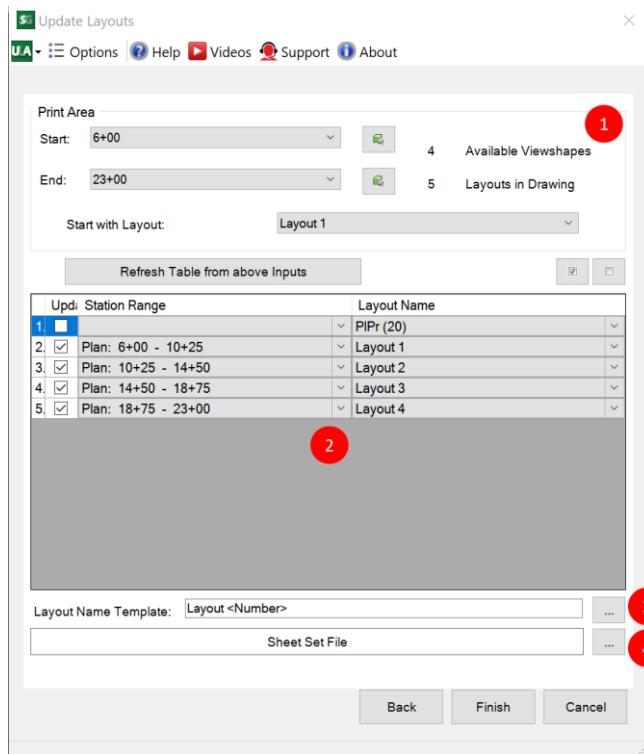 SG Update Layouts
U.A Options Help Videos Support About
Print Area
1
Start: 6+00
4 Available Viewshapes
End: 23+00
5 Layouts in Drawing
Start with Layout: Layout 1
Refresh Table from above Inputs
Upd Station Range Layout Name
1. PlPr (20)
2. Plan: 6+00 - 10+25 Layout 1
3. Plan: 10+25 - 14+50 Layout 2
4. Plan: 14+50 - 18+75 Layout 3
5. Plan: 18+75 - 23+00 Layout 4
2
Layout Name Template: Layout <Number> ...
Sheet Set File ...
Back Finish Cancel